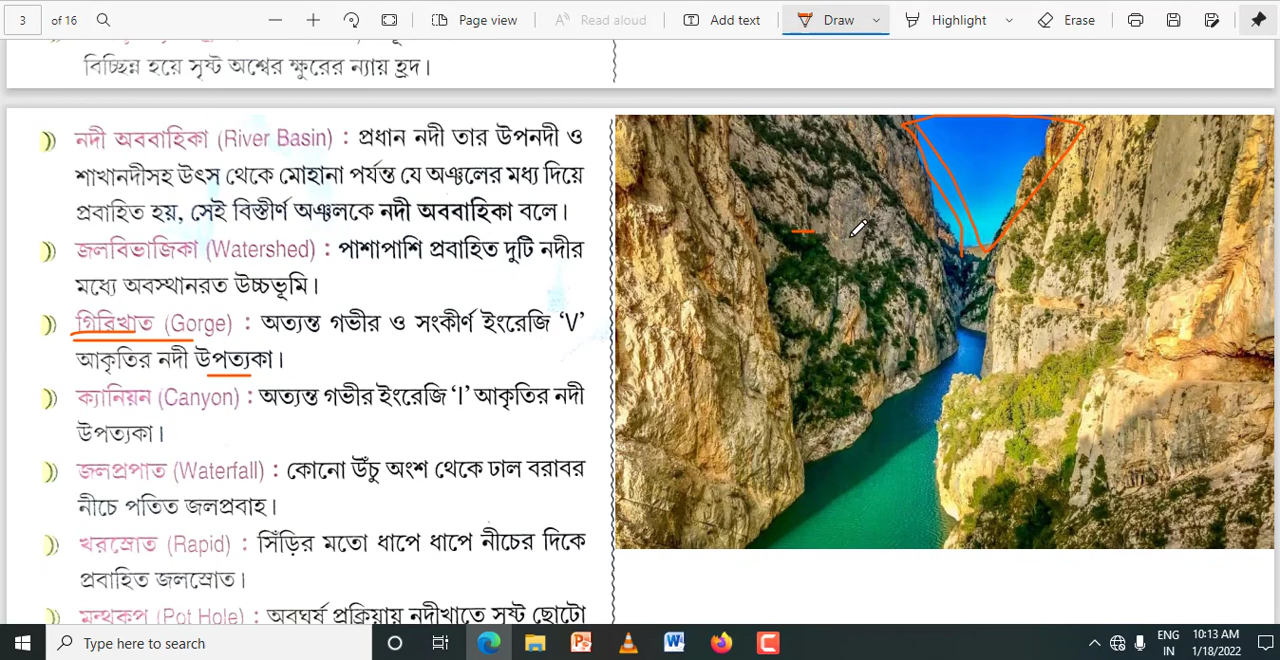 3 of 16 Page view Read aloud Add text Draw Highlight Erase
বিচ্ছিন্ন হয়ে সৃষ্ট অশ্বের ক্ষুরের ন্যায় হ্রদ।
নদী অববাহিকা (River Basin) : প্রধান নদী তার উপনদী ও
শাখানদীসহ উৎস থেকে মোহানা পর্যন্ত যে অঞ্চলের মধ্য দিয়ে
প্রবাহিত হয়, সেই বিস্তীর্ণ অঞ্চলকে নদী অববাহিকা বলে।
জলবিভাজিকা (Watershed) : পাশাপাশি প্রবাহিত দুটি নদীর
মধ্যে অবস্থানরত উচ্চভূমি।
গিরিখাত (Gorge) : অত্যন্ত গভীর ও সংকীর্ণ ইংরেজি ‘V’
আকৃতির নদী উপত্যকা।
ক্যানিয়ন (Canyon) : অত্যন্ত গভীর ইংরেজি ‘I’ আকৃতির নদী
উপত্যকা।
জলপ্রপাত (Waterfall) : কোনো উঁচু অংশ থেকে ঢাল বরাবর
নীচে পতিত জলপ্রবাহ।
খরস্রোত (Rapid) : সিঁড়ির মতো ধাপে ধাপে নীচের দিকে
প্রবাহিত জলস্রোত।
মন্থকূপ (Pot Hole) : অবঘর্ষ প্রক্রিয়ায় নদীখাতে সৃষ্ট ছোটো
Type here to search
ENG
IN
10:13 AM
1/18/2022